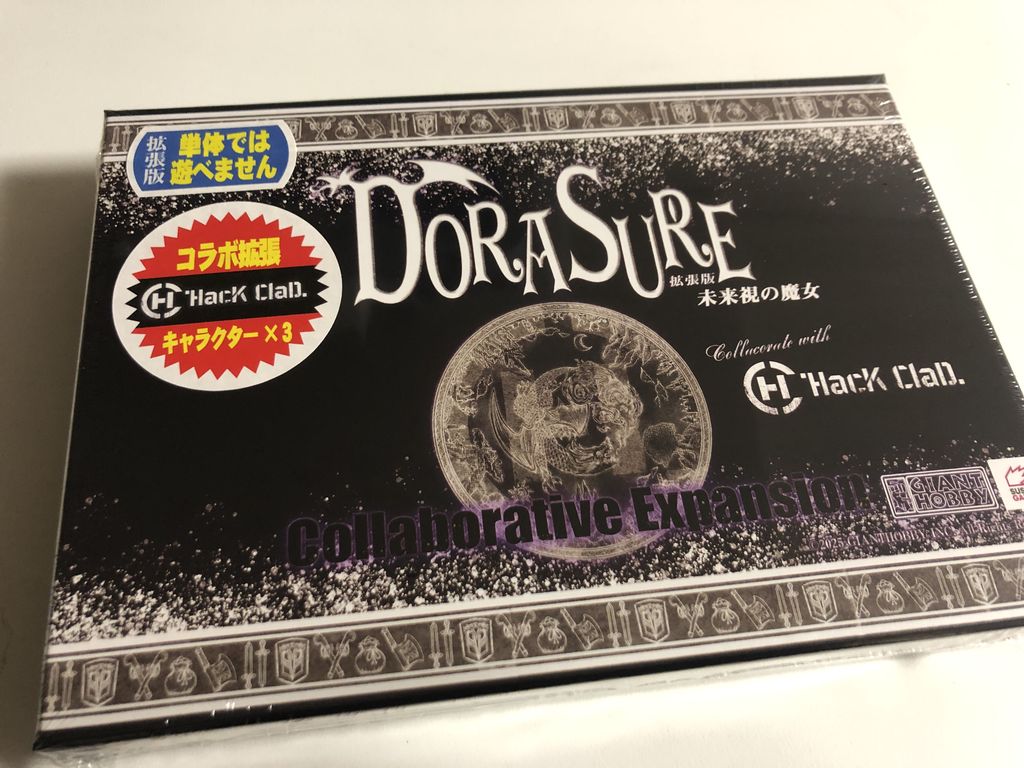 拡張版
単体では
遊べません
コラボ拡張
HacK ClaD.
キャラクター×3
DORASURE
拡張版
未来視の魔女
Collacorate with
HacK ClaD.
Collaborative Expansion
GIANT
HOBBY